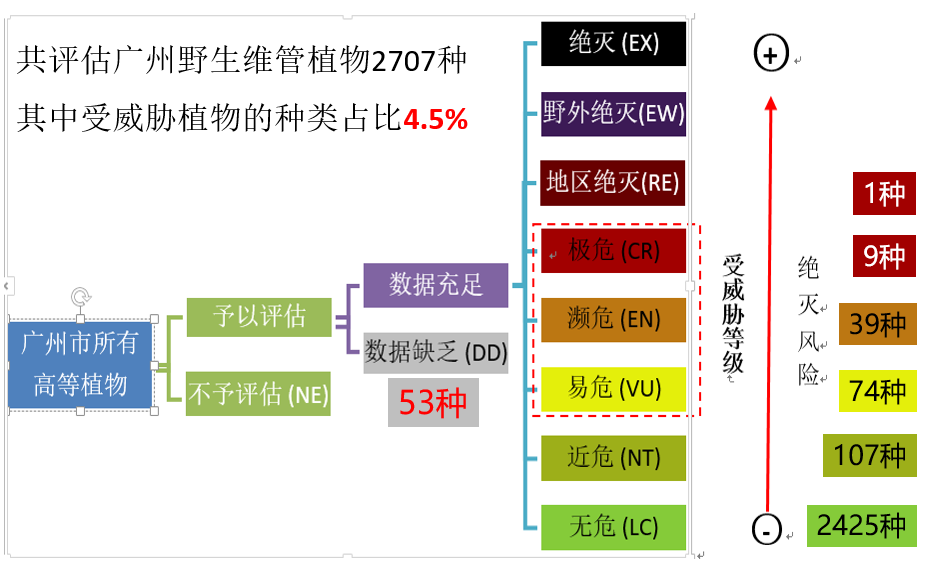 共评估广州野生维管植物2707种
其中受威胁植物的种类占比4.5%
广州市所有
高等植物
予以评估
不予评估 (NE)
数据充足
数据缺乏 (DD)
53种
绝灭 (EX)
野外绝灭(EW)
地区绝灭(RE)
极危 (CR)
濒危 (EN)
易危 (VU)
近危 (NT)
无危 (LC)
受威胁等级
+
-
绝灭风险
1种
9种
39种
74种
107种
2425种